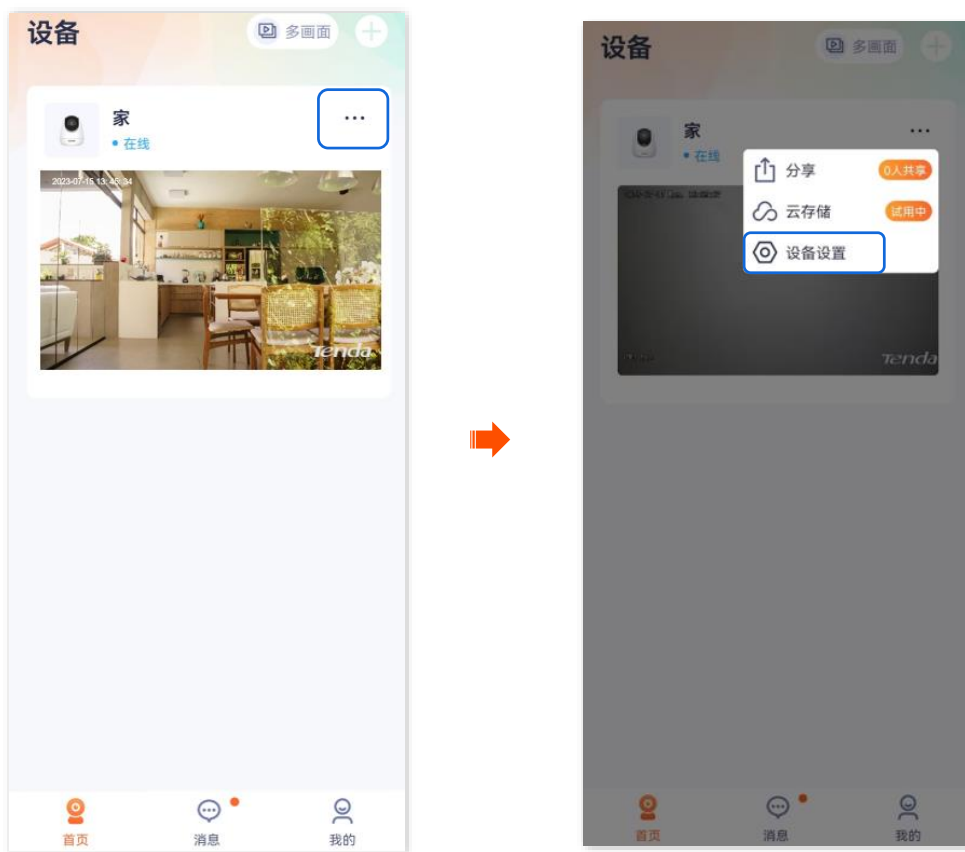 设备
多画面
家
在线
2023-07-15 13:45:34
Tenda
首页
消息
我的
设备
多画面
家
在线
分享
0人共享
云存储
试用中
设备设置
Tenda
首页
消息
我的